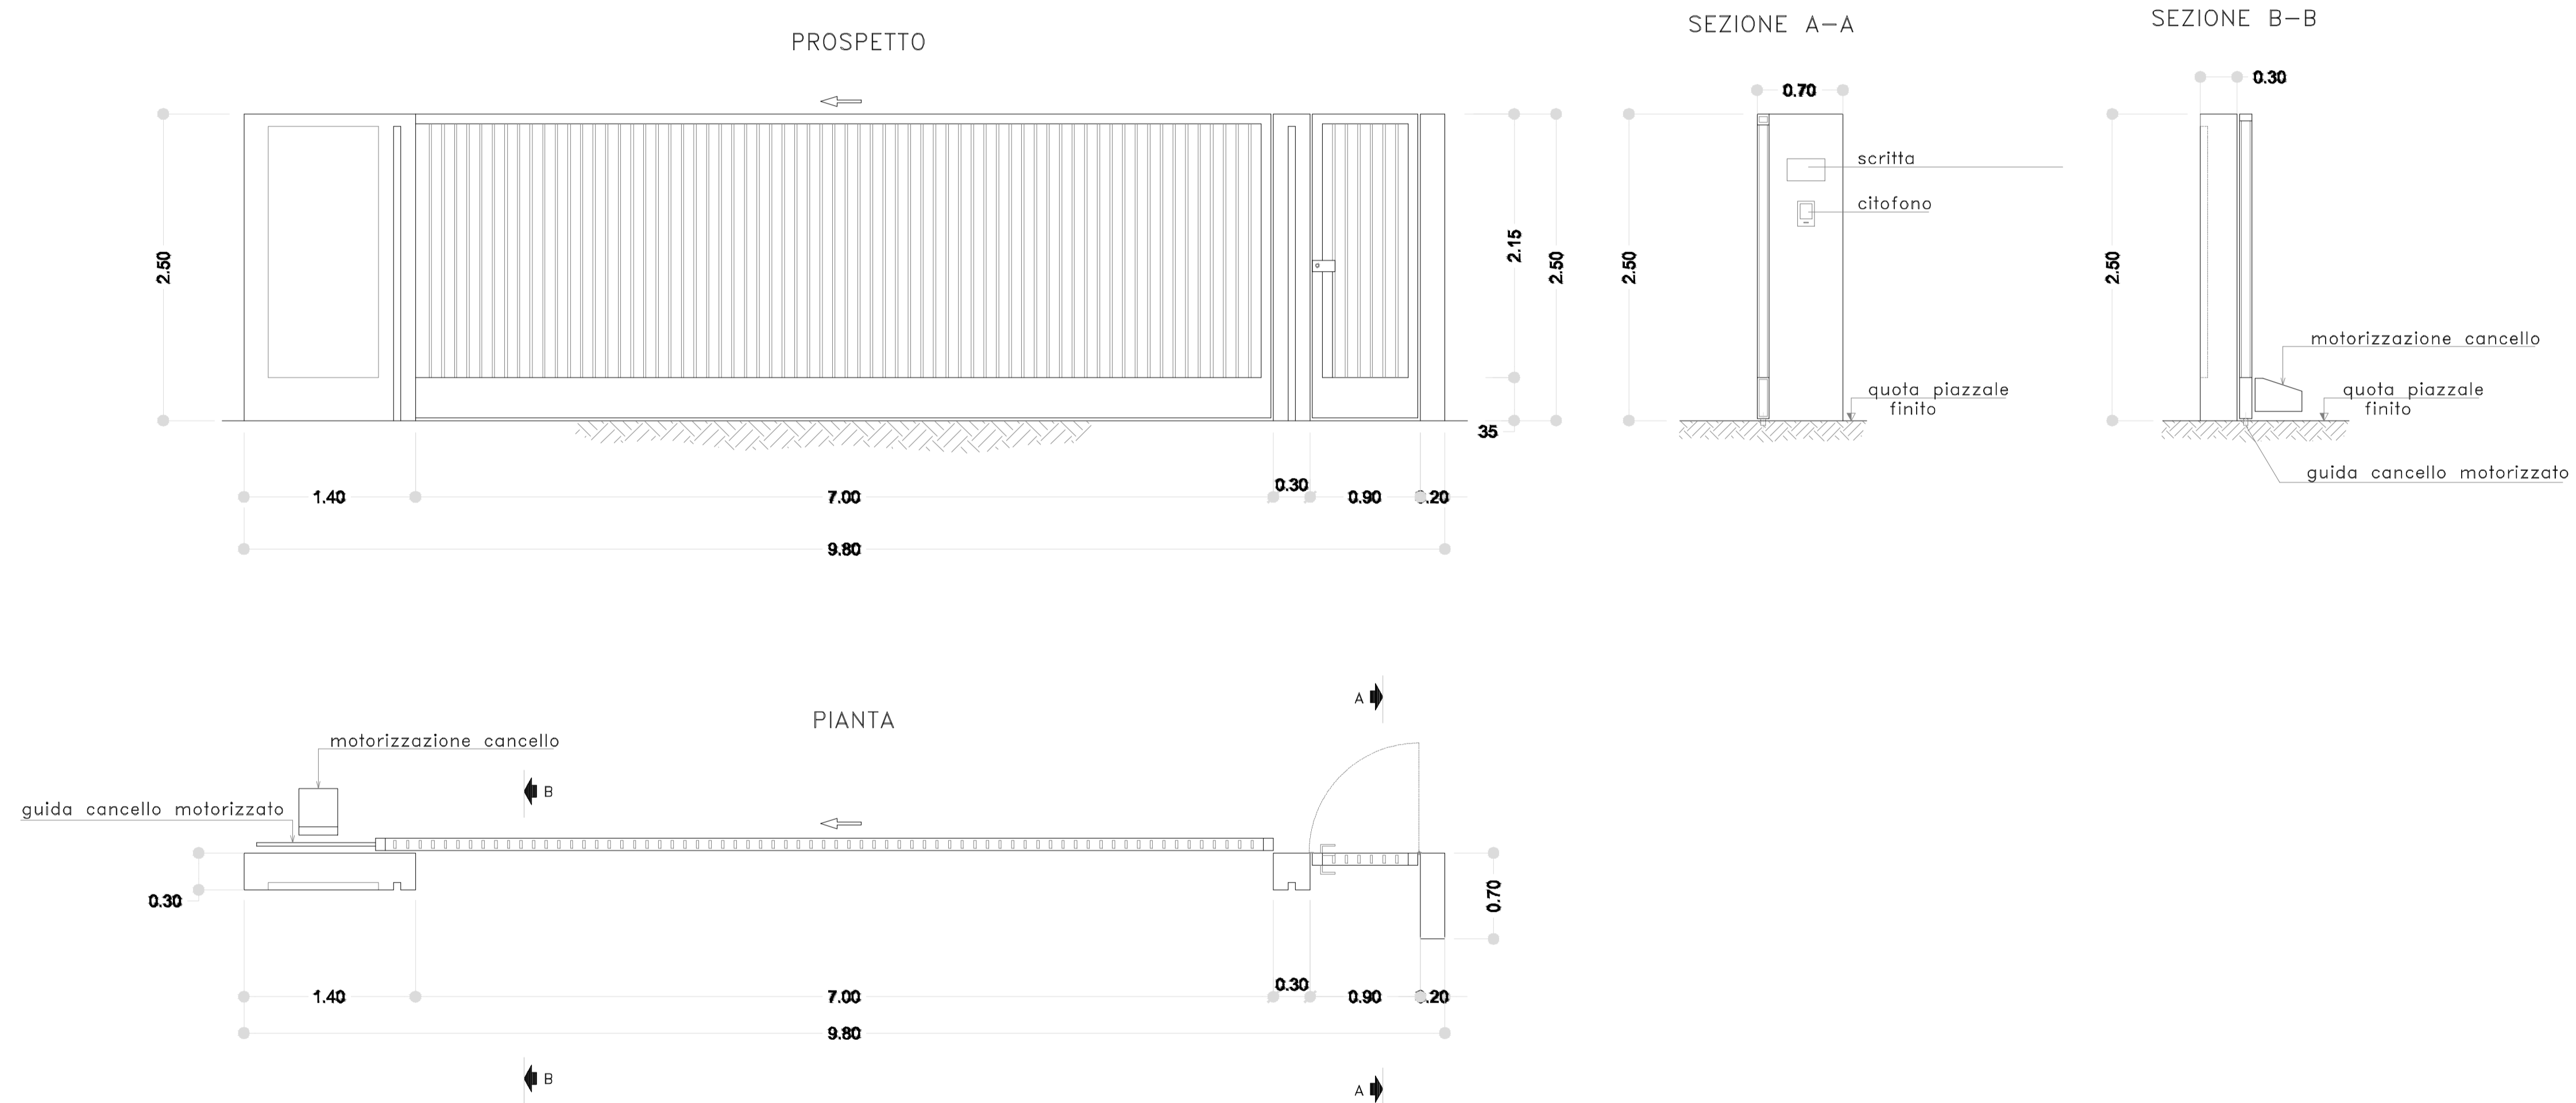 PROSPETTO
SEZIONE A-A
SEZIONE B-B
0.70
0.30
scritta
citofono
2.50
2.15
2.50
2.50
2.50
motorizzazione cancello
quota piazzale
finito
quota piazzale
finito
35
guida cancello motorizzato
1.40
7.00
0.30
0.90
0.20
9.80
PIANTA
A
motorizzazione cancello
B
guida cancello motorizzato
0.30
0.70
1.40
7.00
0.30
0.90
0.20
9.80
B
A